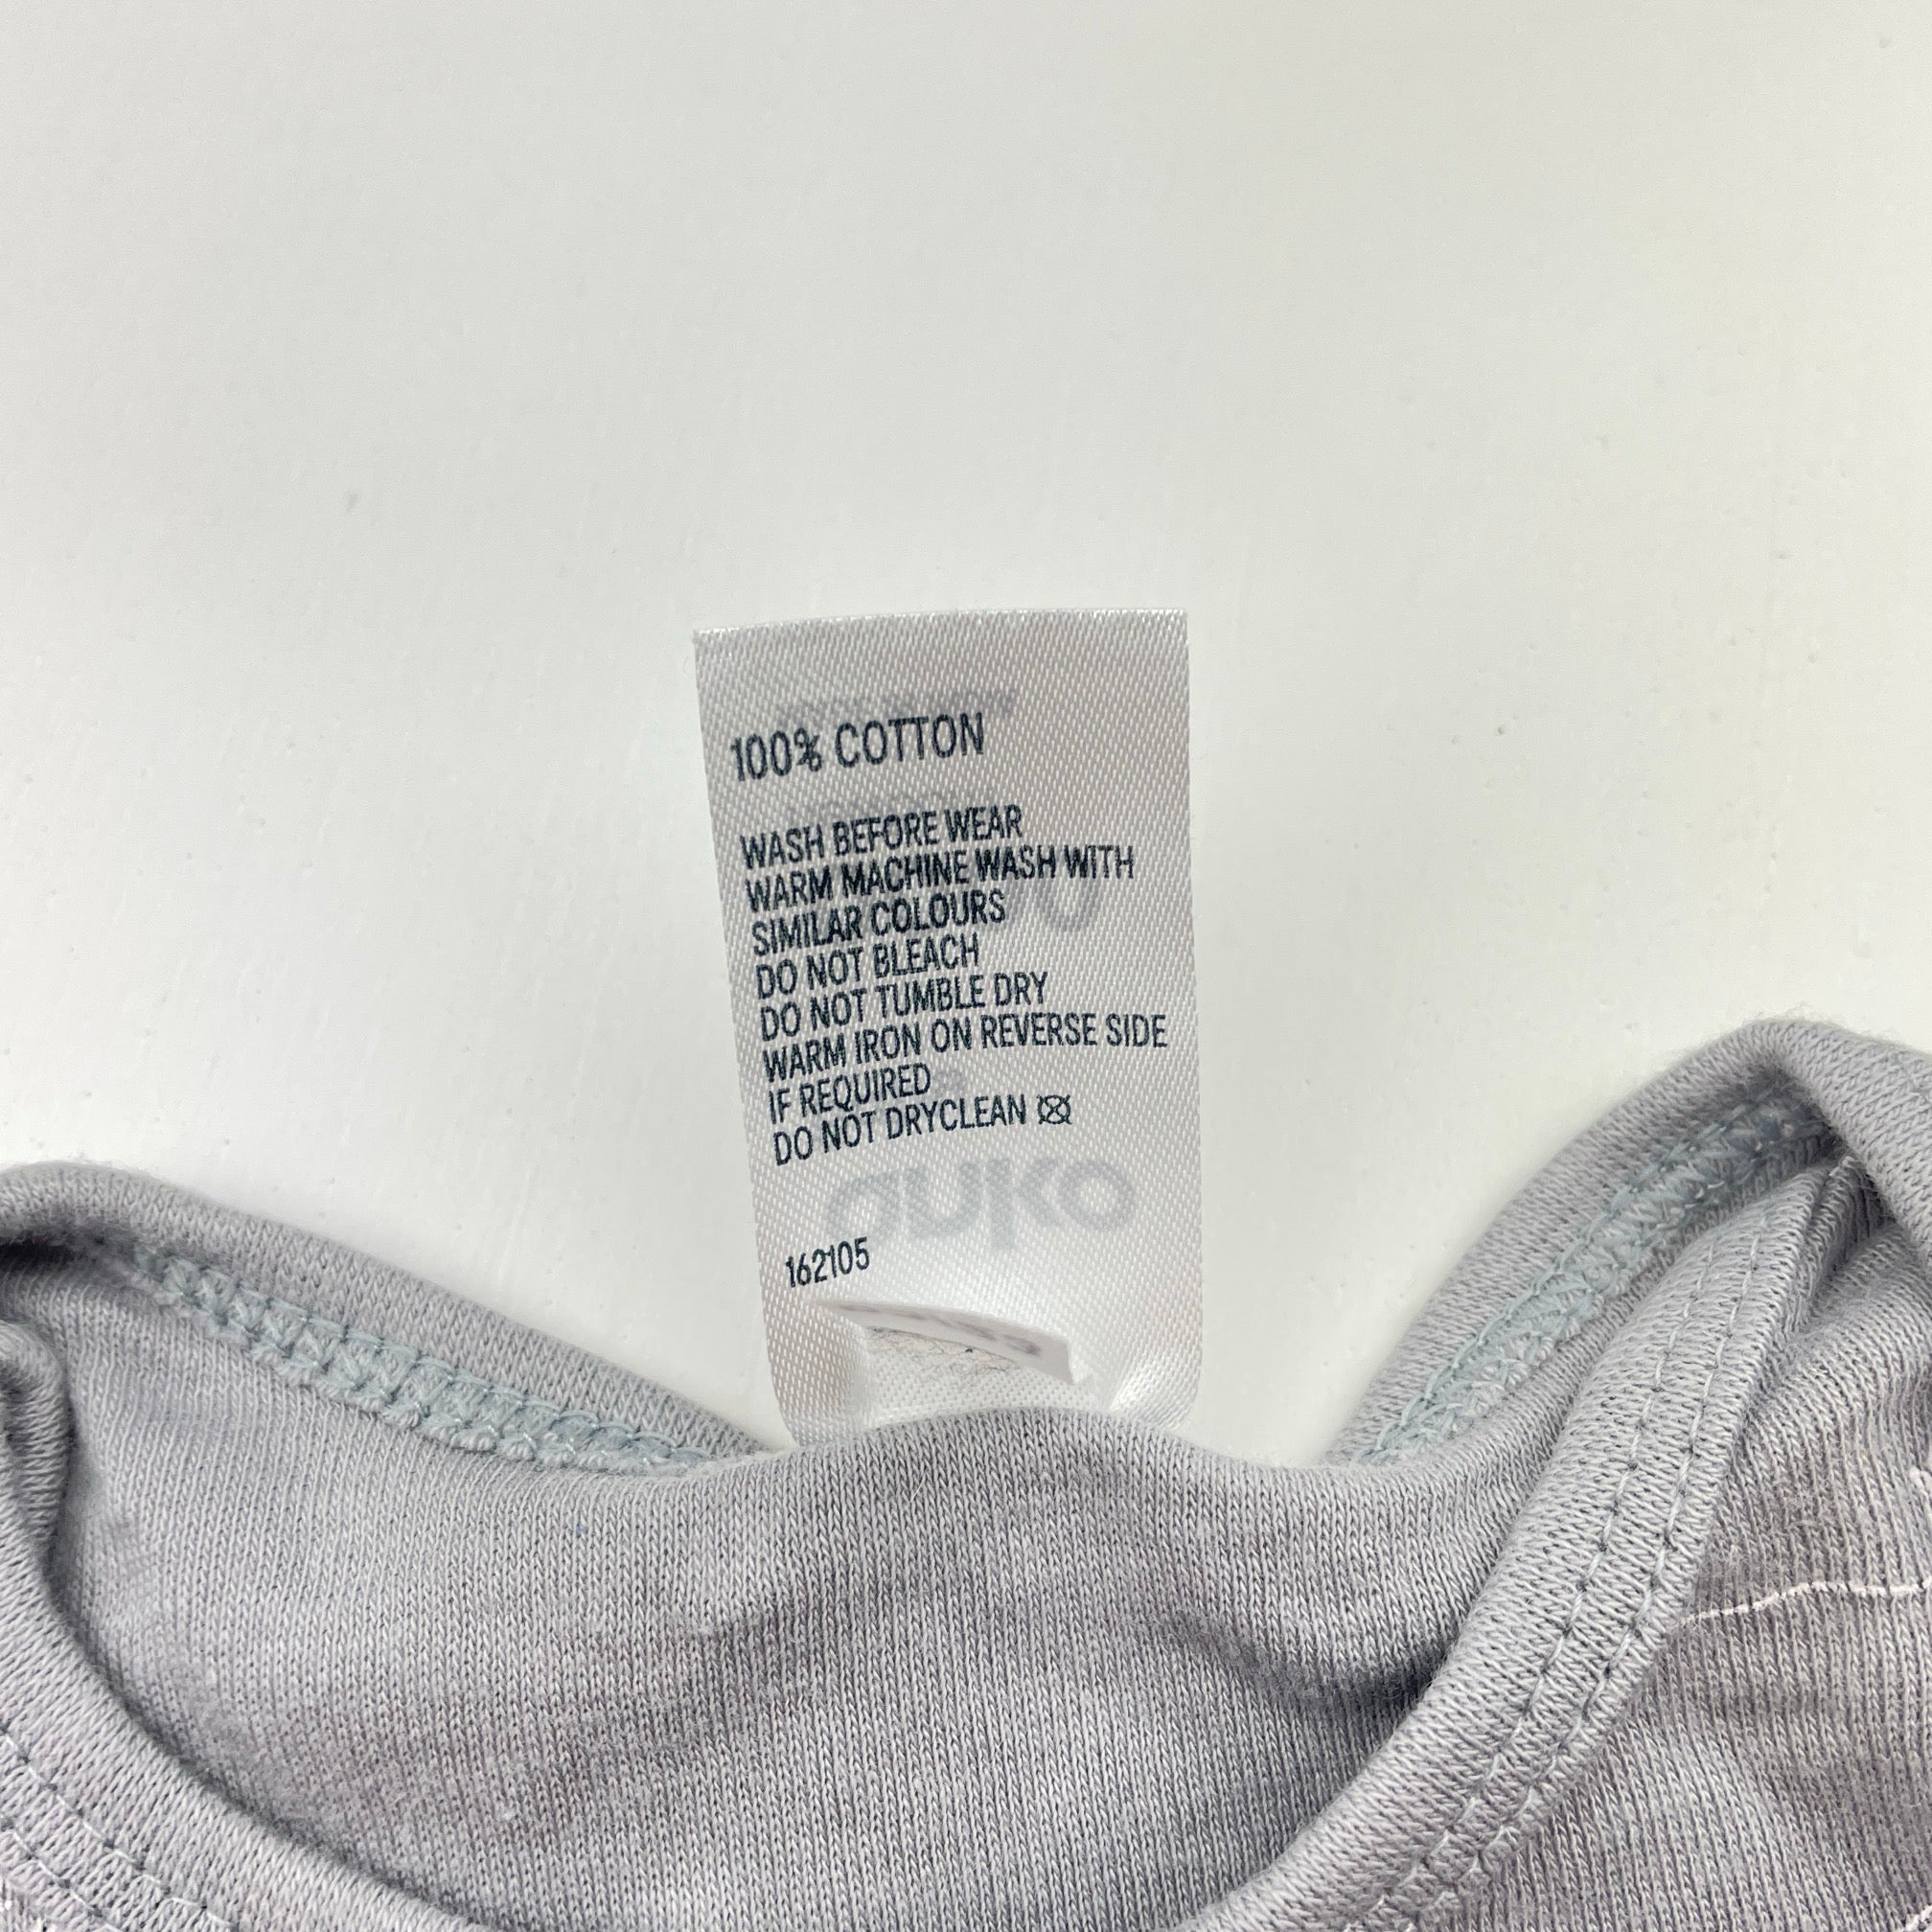 100% COTTON
WASH BEFORE WEAR
WARM MACHINE WASH WITH
SIMILAR COLOURS
DO NOT BLEACH
DO NOT TUMBLE DRY
WARM IRON ON REVERSE SIDE
IF REQUIRED
DO NOT DRYCLEAN
162105